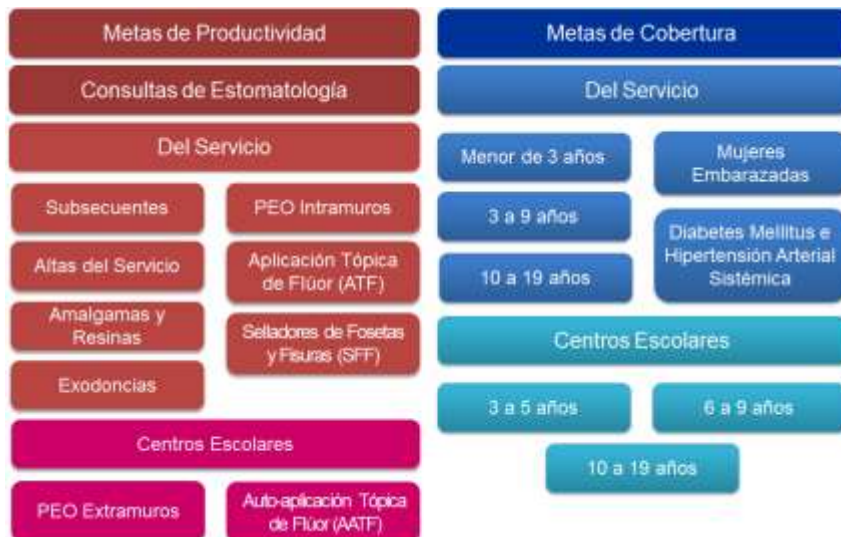 Metas de Productividad
Consultas de Estomatología
Del Servicio
Subsecuentes
PEO Intramuros
Altas del Servicio
Aplicación Tópica
de Flúor (ATF)
Amalgamas y
Resinas
Selladores de Fosetas
y Fisuras (SFF)
Exodoncias
Centros Escolares
PEO Extramuros
Auto-aplicación Tópica
de Flúor (AATF)
Metas de Cobertura
Del Servicio
Menor de 3 años
Mujeres
Embarazadas
3 a 9 años
Diabetes Mellitus e
Hipertensión Arterial
Sistémica
10 a 19 años
Centros Escolares
3 a 5 años
6 a 9 años
10 a 19 años